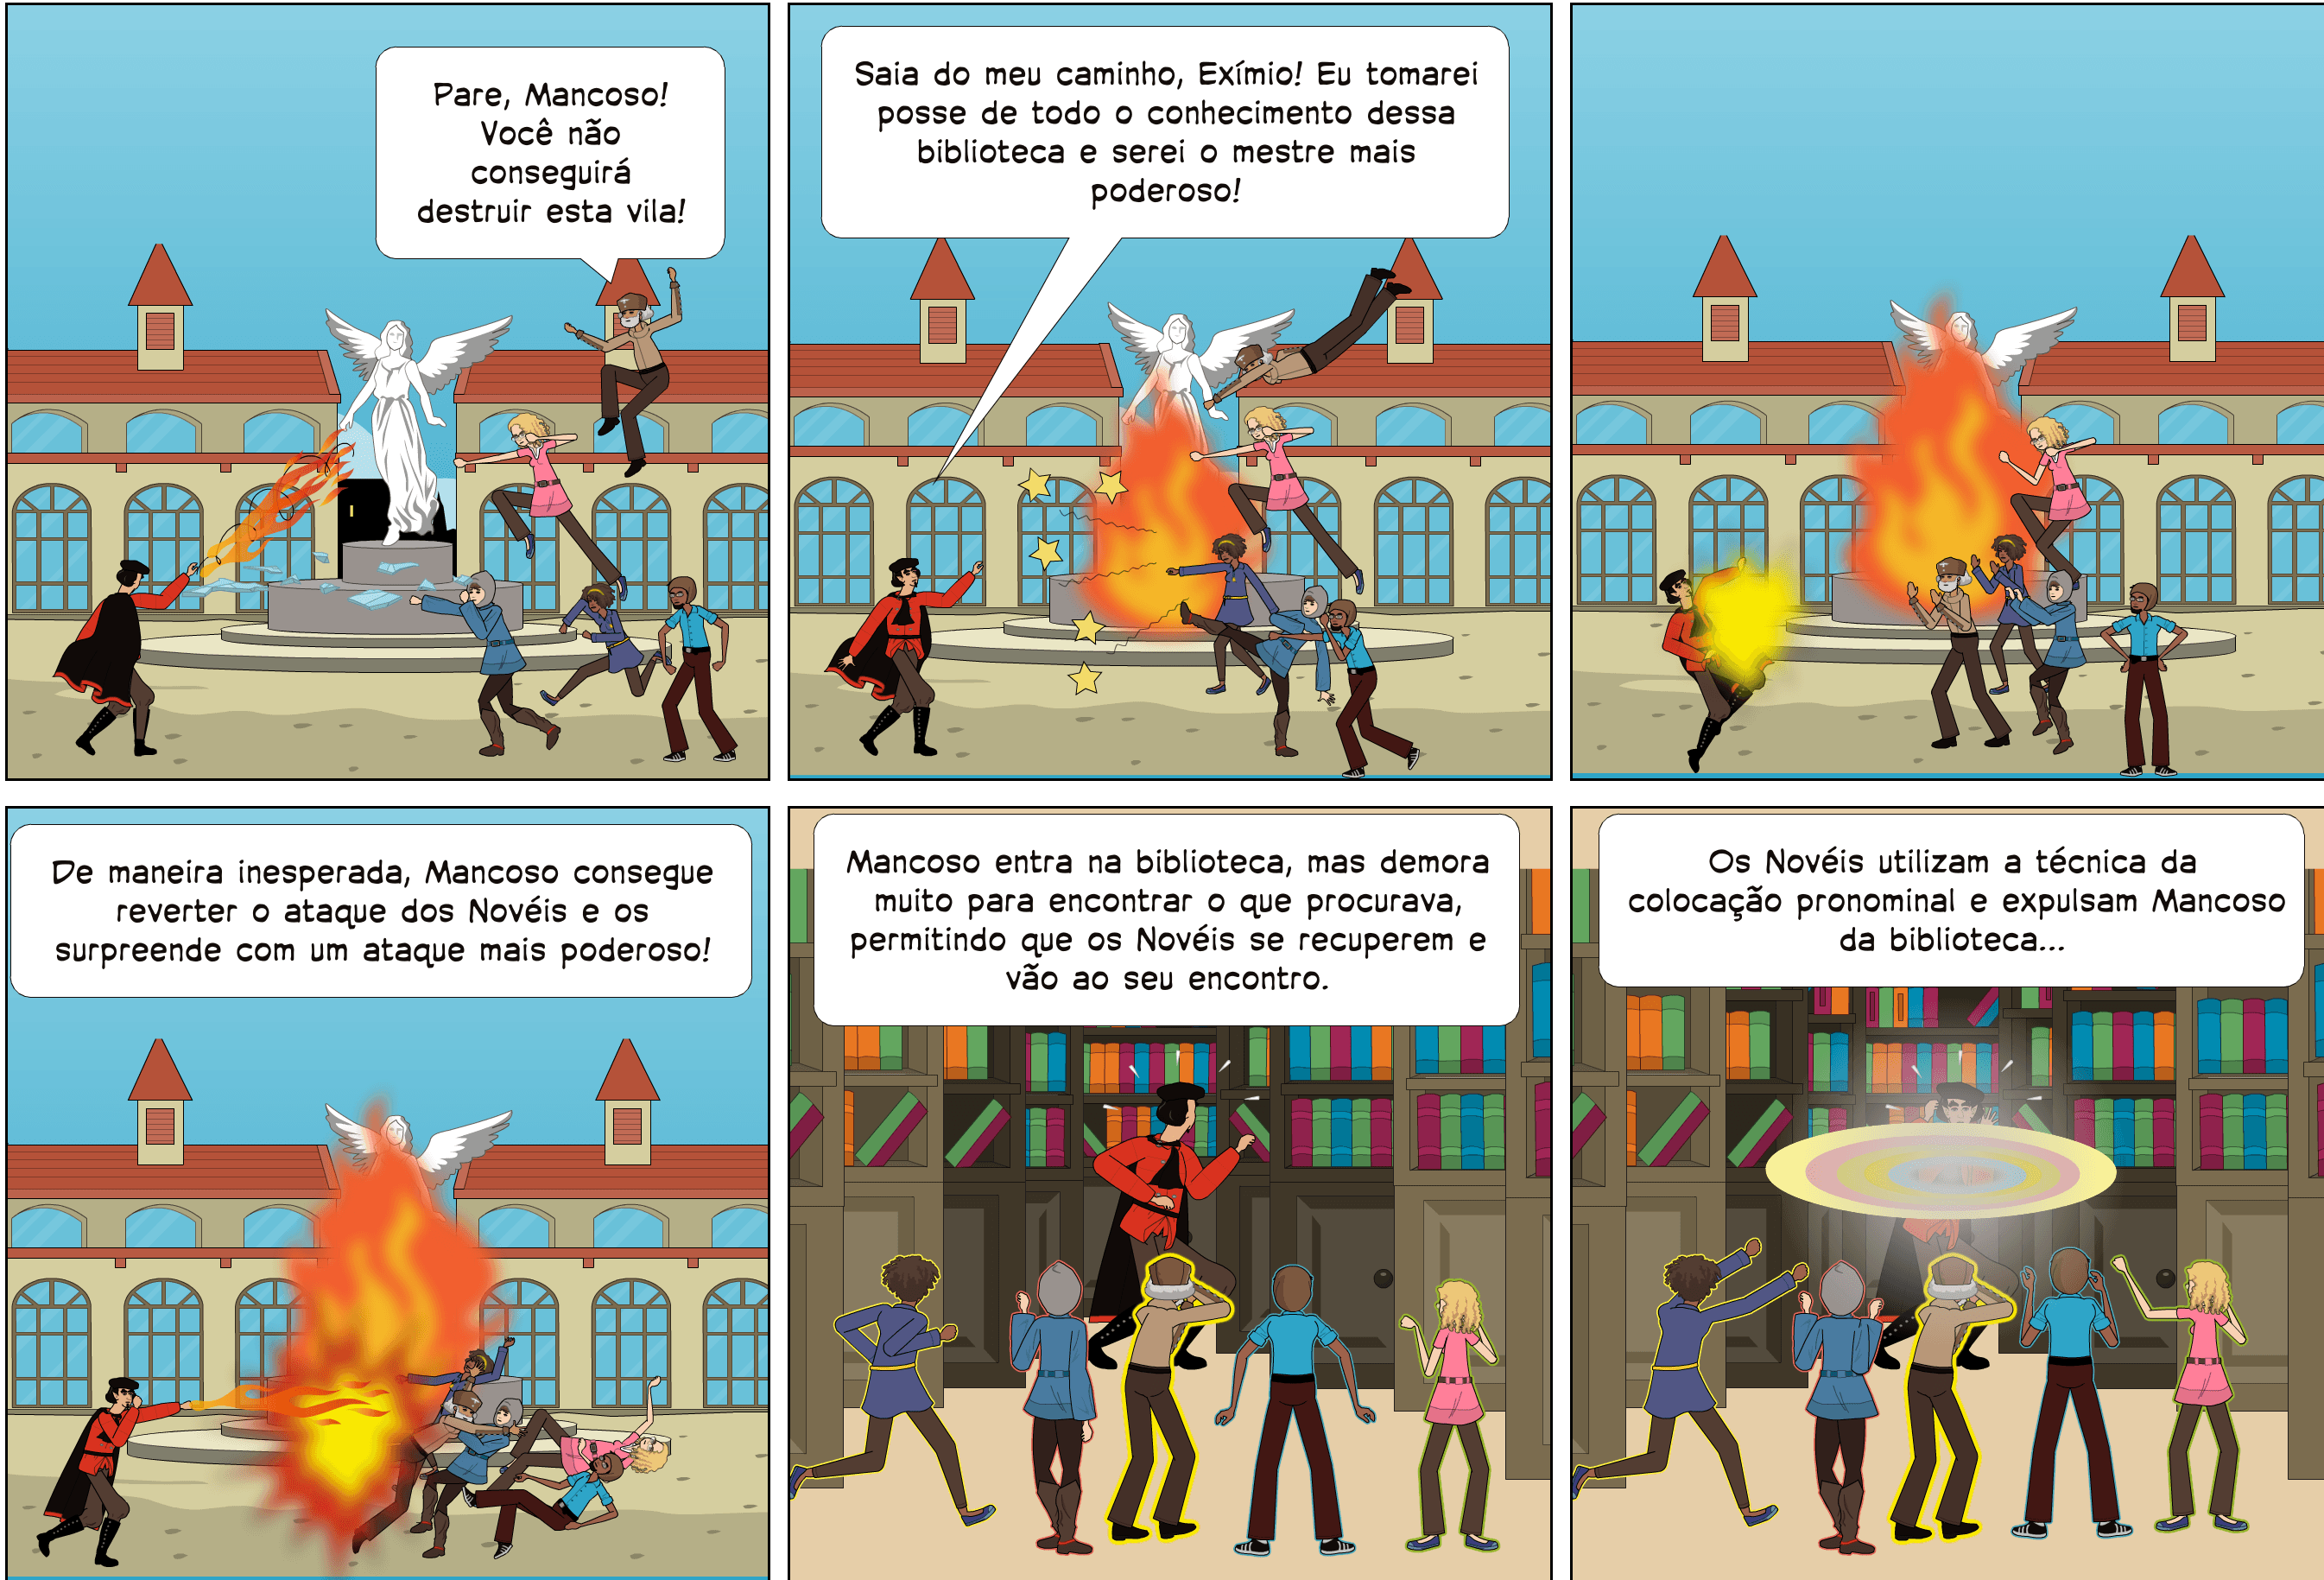 Pare, Mancoso!
Você não
conseguirá
destruir esta vila!
Saia do meu caminho, Exímio! Eu tomarei
posse de todo o conhecimento dessa
biblioteca e serei o mestre mais
poderoso!
De maneira inesperada, Mancoso consegue
reverter o ataque dos Novéis e os
surpreende com um ataque mais poderoso!
Mancoso entra na biblioteca, mas demora
muito para encontrar o que procurava,
permitindo que os Novéis se recuperem e
vão ao seu encontro.
Os Novéis utilizam a técnica da
colocação pronominal e expulsam Mancoso
da biblioteca...